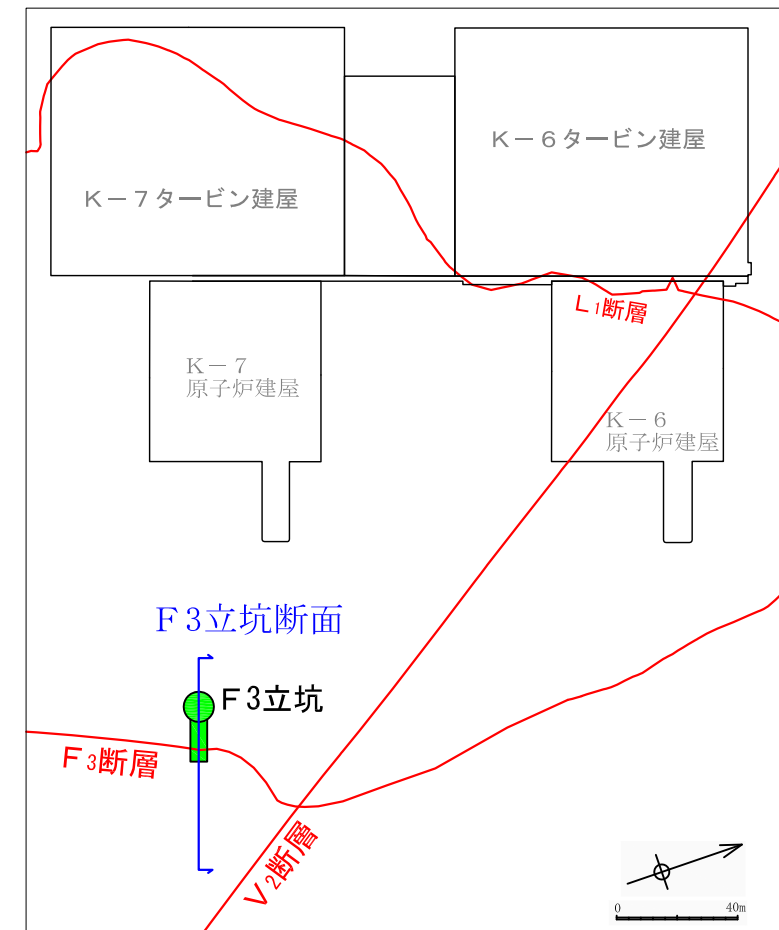 K－6タービン建屋
K－7タービン建屋
L1断層
K－7
原子炉建屋
K－6
原子炉建屋
F3立坑断面
F3立坑
F3断層
V2断層
0 40m